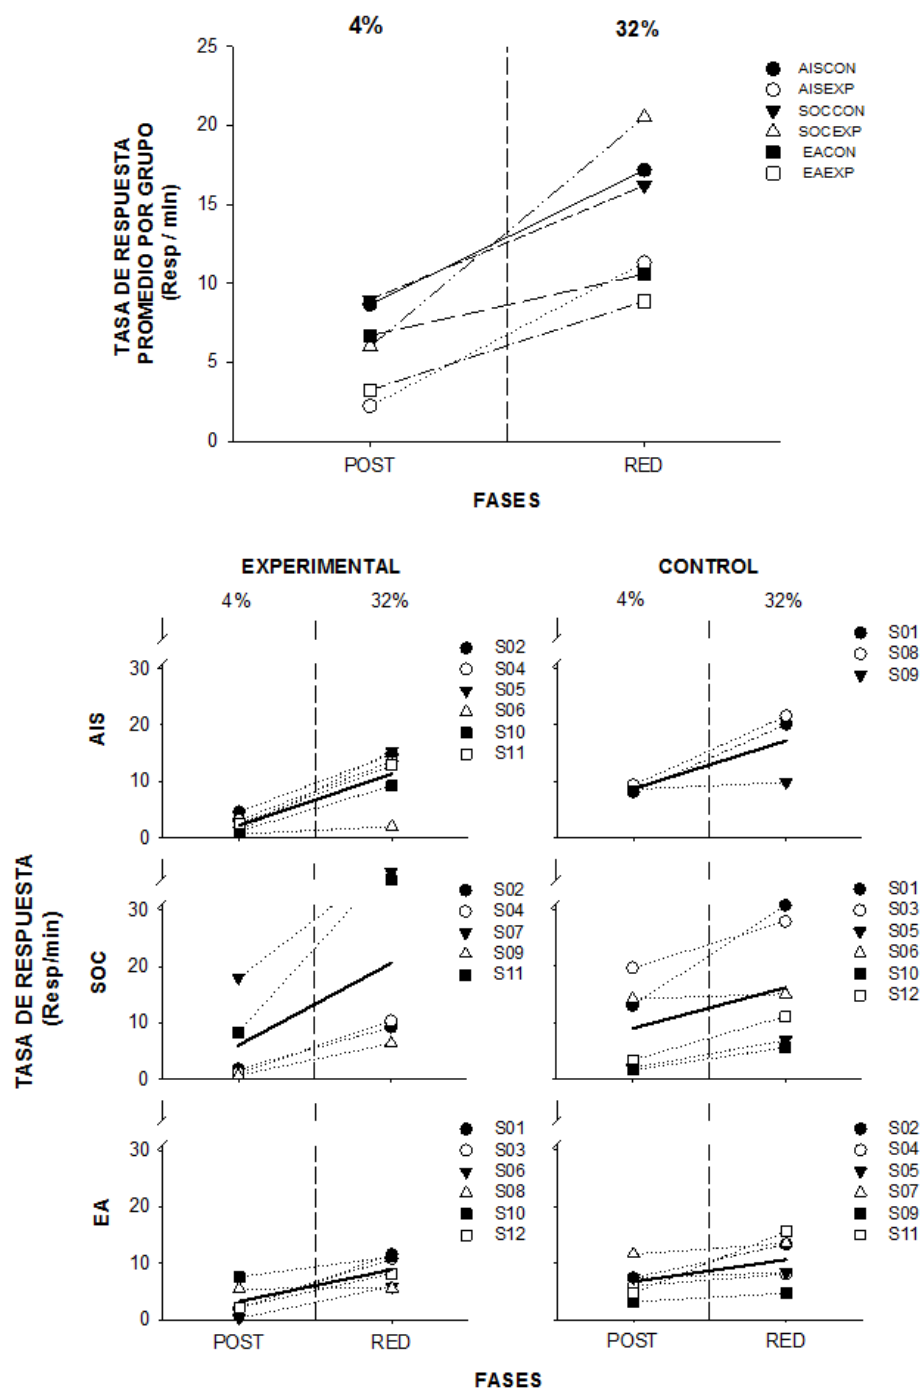 4% 32%
25
20
15
10
5
0
TASA DE RESPUESTA
PROMEDIO POR GRUPO
(Resp / min)
AISCON
AISEXP
SOCCON
SOCEXP
EACON
EAEXP
POST RED
FASES
EXPERIMENTAL CONTROL
4% 32% 4% 32%
TASA DE RESPUESTA
(Resp/min)
AIS
30
20
10
0
S02
S04
S05
S06
S10
S11
S01
S08
S09
SOC
30
20
10
0
S02
S04
S07
S09
S11
S01
S03
S05
S06
S10
S12
EA
30
20
10
0
S01
S03
S06
S08
S10
S12
S02
S04
S05
S07
S09
S11
POST RED POST RED
FASES